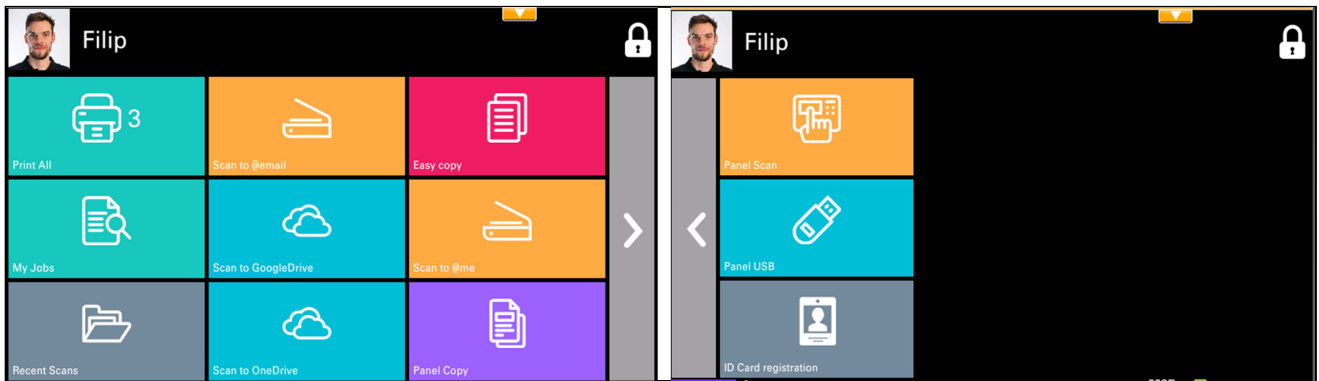 Filip
3
Print All
Scan to @email
Easy copy
My Jobs
Scan to GoogleDrive
Scan to @me
Recent Scans
Scan to OneDrive
Panel Copy
Filip
Panel Scan
Panel USB
ID Card registration